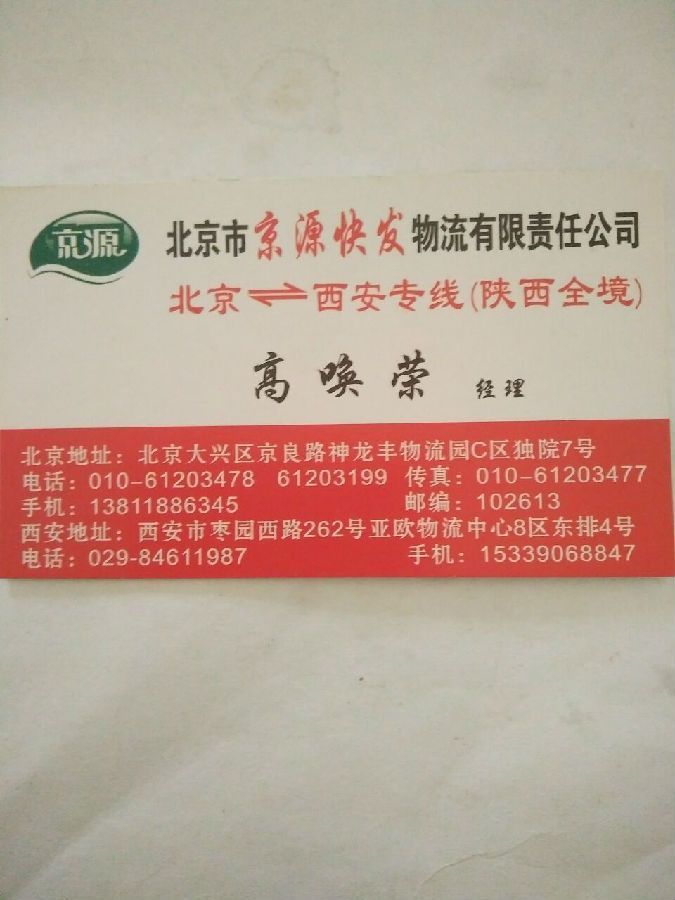 京源
北京市京源快发物流有限责任公司
北京⇌西安专线(陕西全境)
高唤荣 经理
北京地址：北京大兴区京良路神龙丰物流园C区独院7号
电话：010-61203478 61203199 传真：010-61203477
手机：13811886345 邮编：102613
西安地址：西安市枣园西路262号亚欧物流中心8区东排4号
电话：029-84611987 手机：15339068847